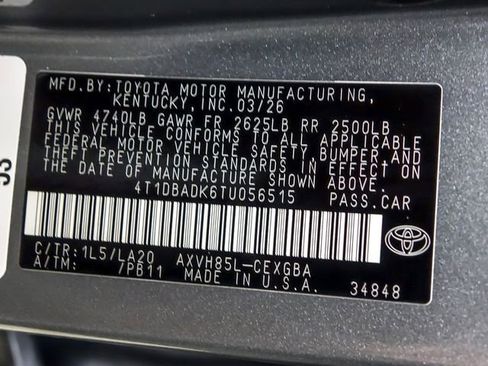 MFD.BY:TOYOTA MOTOR MANUFACTURING,
KENTUCKY,INC.03/26
GVWR 4740LB GAWR FR 2625LB RR 2500LB
THIS VEHICLE CONFORMS TO ALL APPLICABLE
FEDERAL MOTOR VEHICLE SAFETY,BUMPER,AND
THEFT PREVENTION STANDARDS IN EFFECT ON
THE DATE OF MANUFACTURE SHOWN ABOVE.
4T1DBADK6TU056515 PASS.CAR
C/TR:1L5/LA20 AXVH85L-CEXGBA
A/TM: 7PB11 MADE IN U.S.A. 34848
TOYOTA
53